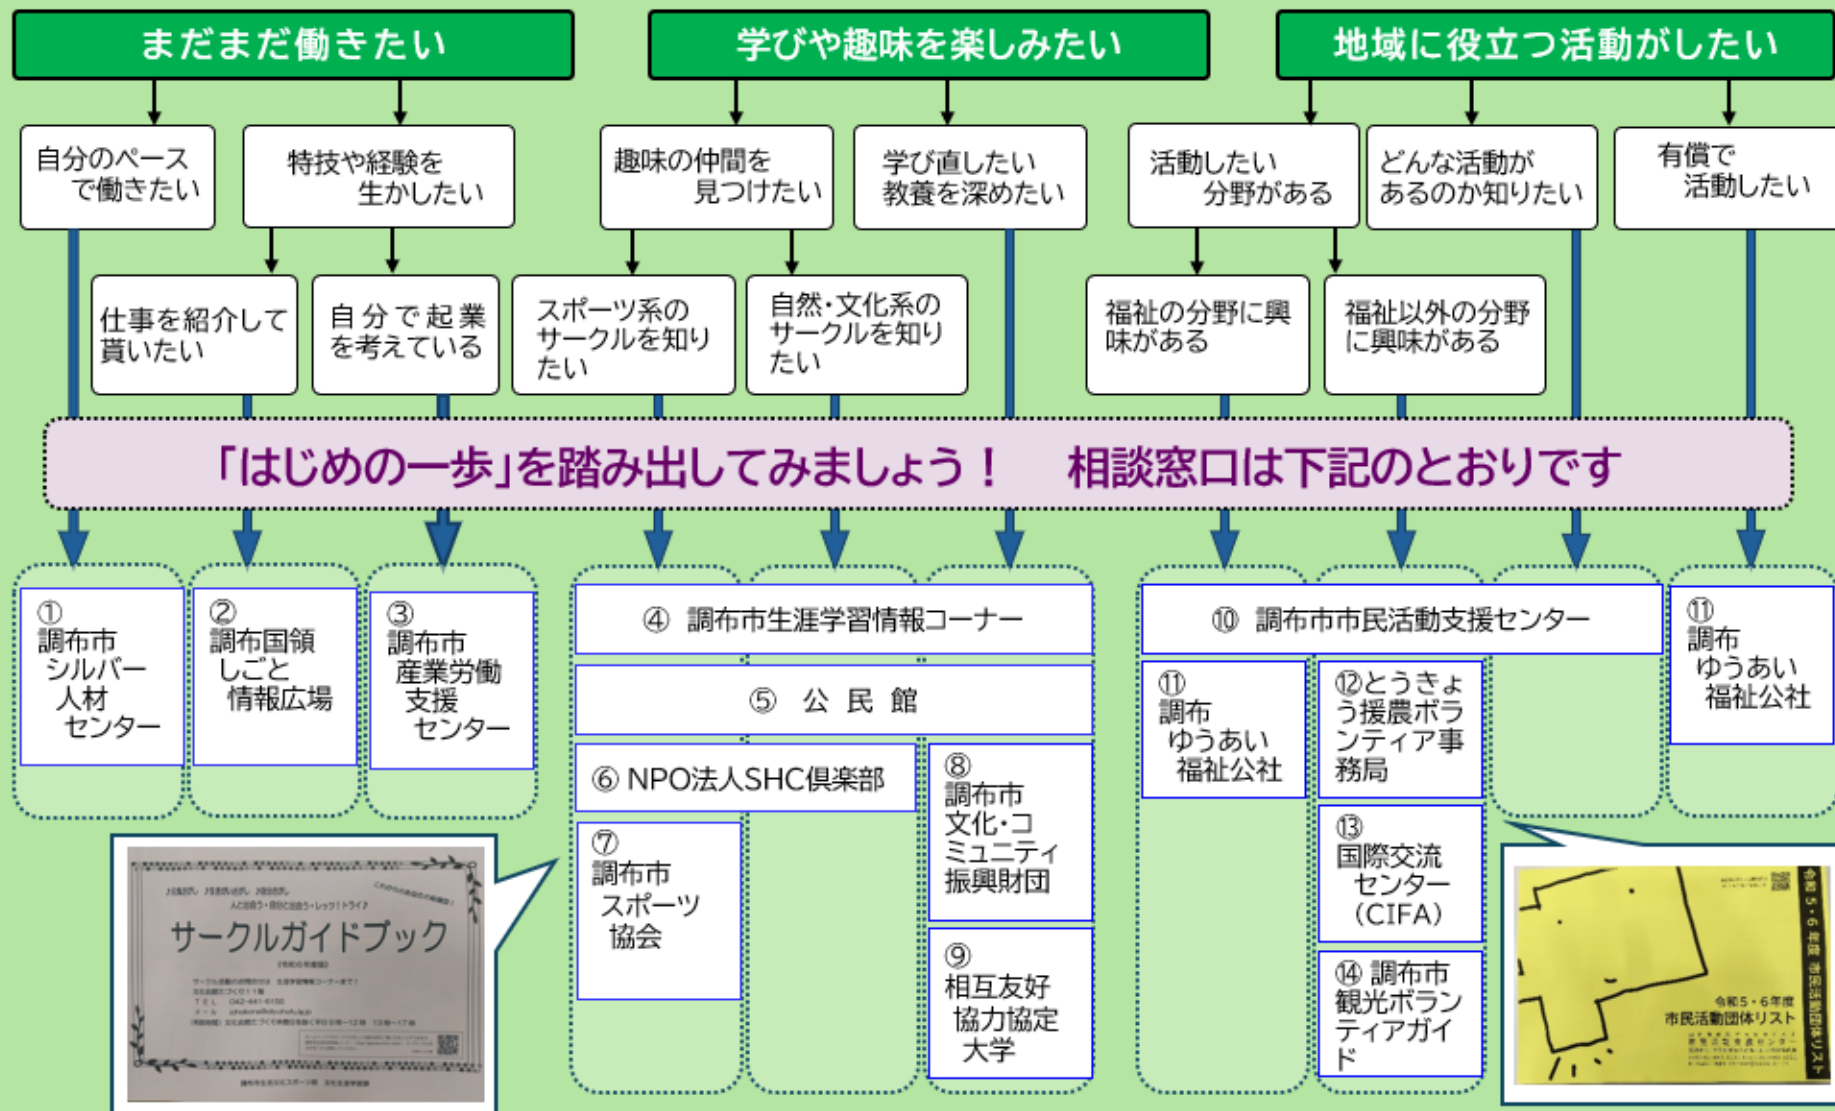 まだまだ働きたい
学びや趣味を楽しみたい
地域に役立つ活動がしたい
自分のペース
で働きたい
特技や経験を
生かしたい
趣味の仲間を
見つけたい
学び直したい
教養を深めたい
活動したい
分野がある
どんな活動が
あるのか知りたい
有償で
活動したい
仕事を紹介して
貰いたい
自分で起業
を考えている
スポーツ系の
サークルを知り
たい
自然・文化系の
サークルを知り
たい
福祉の分野に興
味がある
福祉以外の分野
に興味がある
「はじめの一歩」を踏み出してみましょう！　相談窓口は下記のとおりです
①
調布市
シルバー
人材
センター
②
調布国領
しごと
情報広場
③
調布市
産業労働
支援
センター
④ 調布市生涯学習情報コーナー
⑤ 公 民 館
⑥ NPO法人SHC倶楽部
⑦
調布市
スポーツ
協会
⑧
調布市
文化・コ
ミュニティ
振興財団
⑨
相互友好
協力協定
大学
⑩ 調布市市民活動支援センター
⑪
調布
ゆうあい
福祉公社
⑫とうきょ
う援農ボラ
ンティア事
務局
⑬
国際交流
センター
（CIFA）
⑭ 調布市
観光ボラン
ティアガイ
ド
⑪
調布
ゆうあい
福祉公社
サークルガイドブック
令和5・6年度
市民活動団体リスト
令和5・6年度 市民活動団体リスト